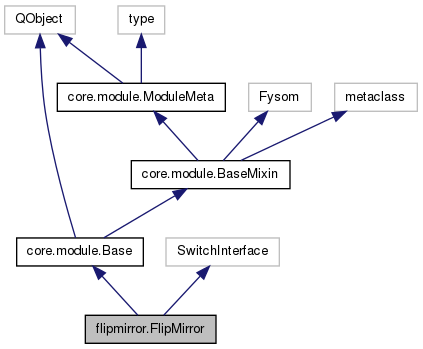 QObject
type
core.module.ModuleMeta
Fysom
metaclass
core.module.BaseMixin
core.module.Base
SwitchInterface
flipmirror.FlipMirror